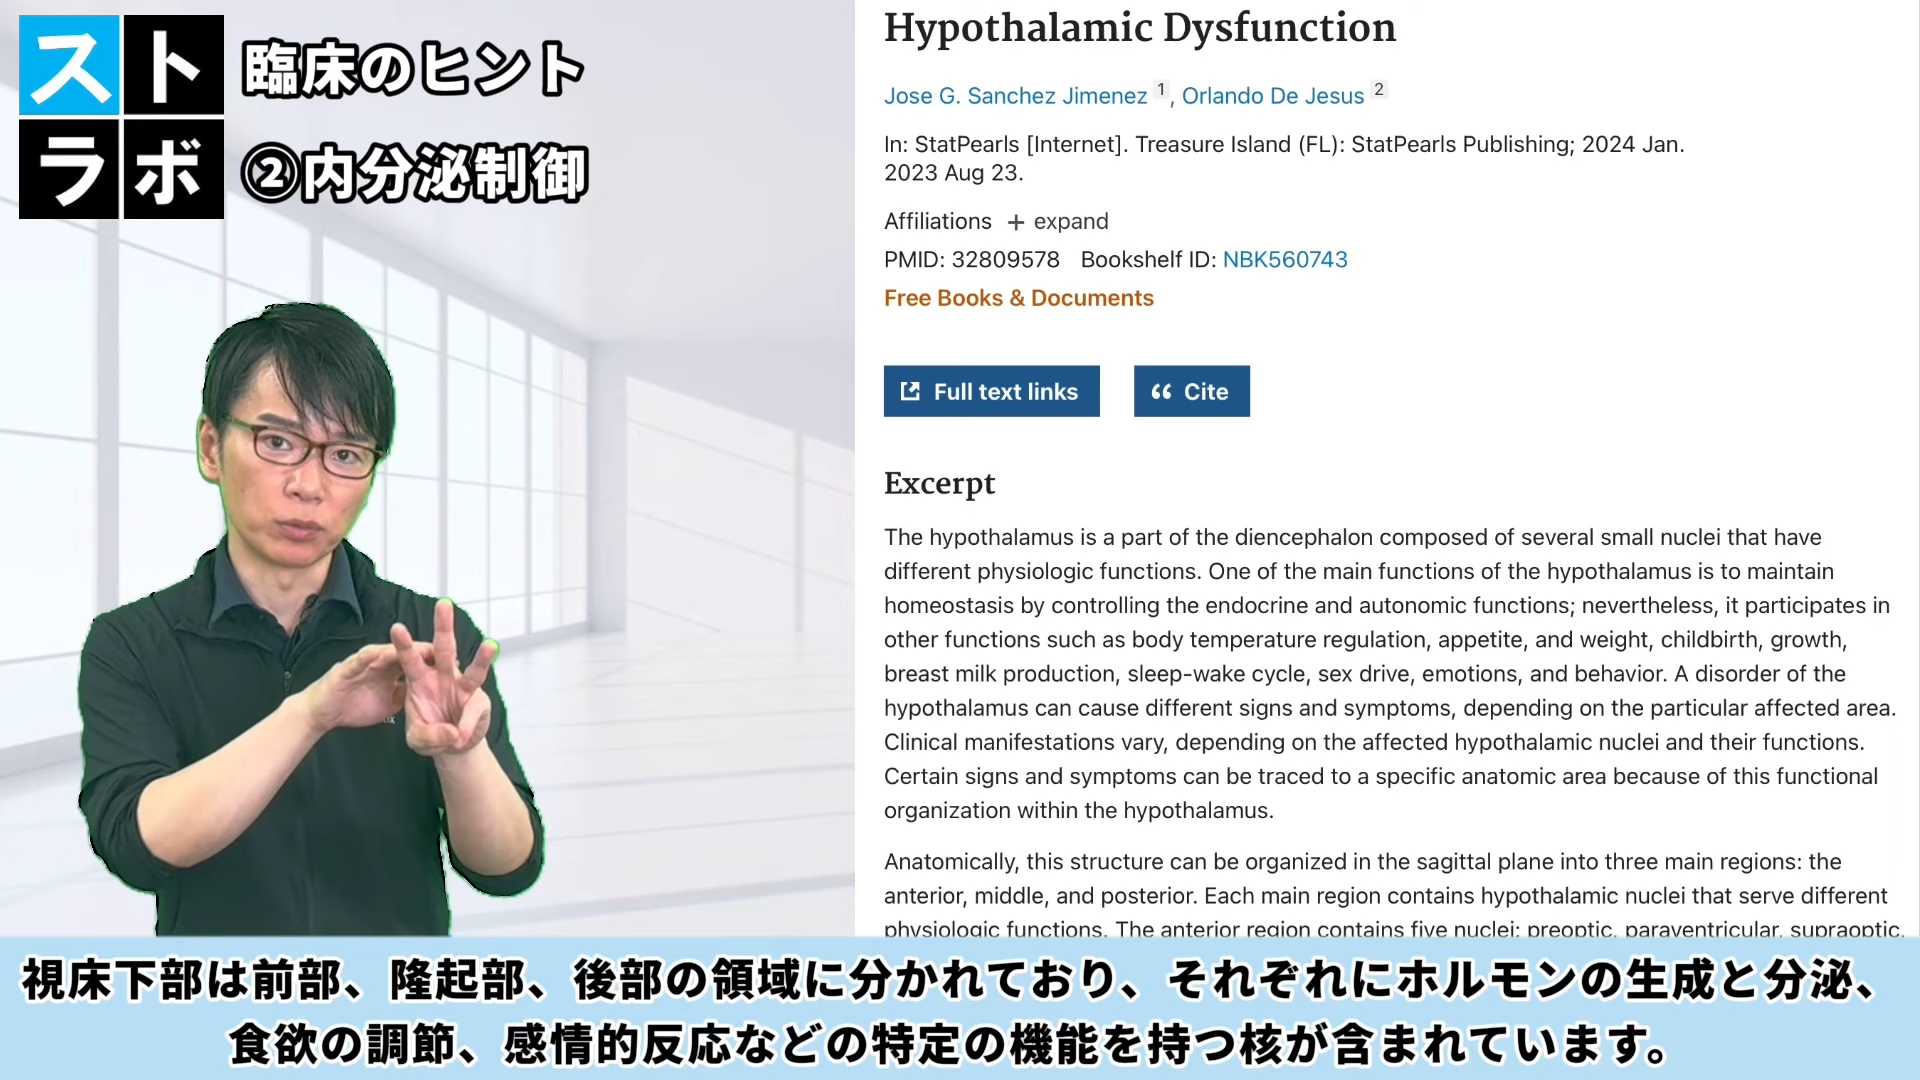 スト
ラボ
臨床のヒント
②内分泌制御
Hypothalamic Dysfunction
Jose G. Sanchez Jimenez 1, Orlando De Jesus 2
In: StatPearls [Internet]. Treasure Island (FL): StatPearls Publishing; 2024 Jan.
2023 Aug 23.
Affiliations + expand
PMID: 32809578 Bookshelf ID: NBK560743
Free Books & Documents
Full text links
Cite
Excerpt
The hypothalamus is a part of the diencephalon composed of several small nuclei that have
different physiologic functions. One of the main functions of the hypothalamus is to maintain
homeostasis by controlling the endocrine and autonomic functions; nevertheless, it participates in
other functions such as body temperature regulation, appetite, and weight, childbirth, growth,
breast milk production, sleep-wake cycle, sex drive, emotions, and behavior. A disorder of the
hypothalamus can cause different signs and symptoms, depending on the particular affected area.
Clinical manifestations vary, depending on the affected hypothalamic nuclei and their functions.
Certain signs and symptoms can be traced to a specific anatomic area because of this functional
organization within the hypothalamus.
Anatomically, this structure can be organized in the sagittal plane into three main regions: the
anterior, middle, and posterior. Each main region contains hypothalamic nuclei that serve different
physiologic functions. The anterior region contains five nuclei: preoptic, paraventricular, supraoptic,
視床下部は前部、隆起部、後部の領域に分かれており、それぞれにホルモンの生成と分泌、
食欲の調節、感情的反応などの特定の機能を持つ核が含まれています。